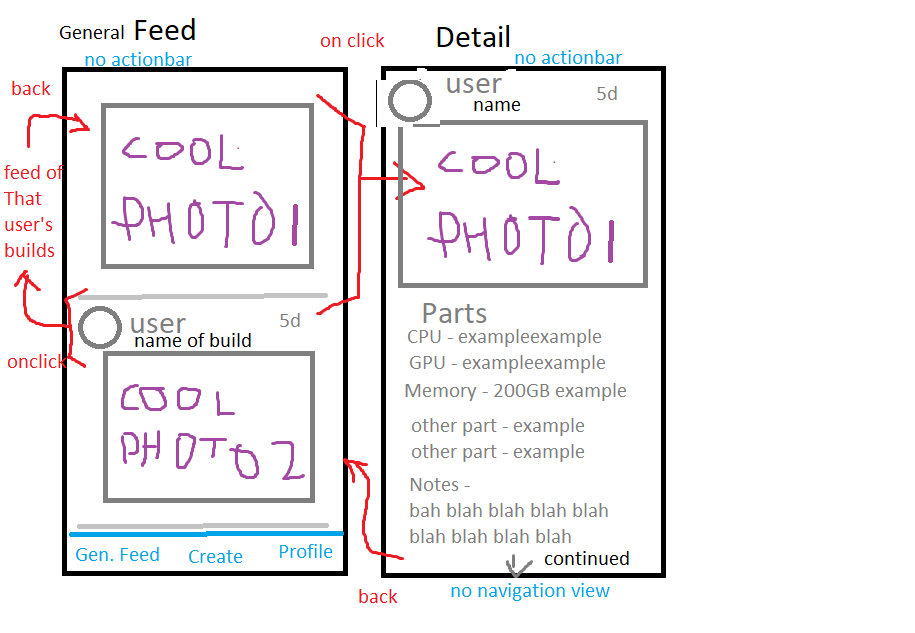 General Feed
no actionbar
back
feed of
That
user's
builds
onclick
COOL
PHOTO1
user
5d
name of build
COOL
PHOTO2
Gen. Feed
Create
Profile
on click
back
Detail
no actionbar
user
name
5d
COOL
PHOTO1
Parts
CPU - exampleexample
GPU - exampleexample
Memory - 200GB example
other part - example
other part - example
Notes -
bah blah blah blah blah
blah blah blah blah
continued
no navigation view